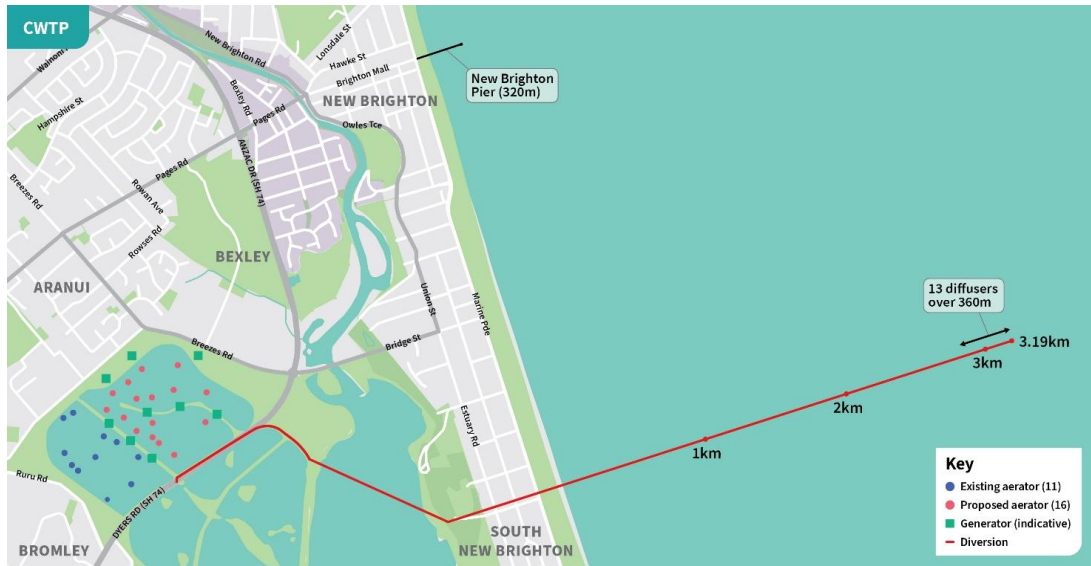 CWTP
Wainoni
Hampshire St
Breezes Rd
New Brighton Rd
Lonsdale St
Hawke St
Brighton Mall
NEW BRIGHTON
New Brighton
Pier (320m)
Bexley Rd
Pages Rd
Owles Tce
ANZAC DR (SH 74)
Pages Rd
Rowan Ave
Rowses Rd
BEXLEY
ARANUI
Union St
Marine Pde
Breezes Rd
Bridge St
13 diffusers
over 360m
3.19km
3km
2km
1km
Estuary Rd
Ruru Rd
DYERS RD (SH 74)
BROMLEY
SOUTH
NEW BRIGHTON
Key
Existing aerator (11)
Proposed aerator (16)
Generator (indicative)
Diversion